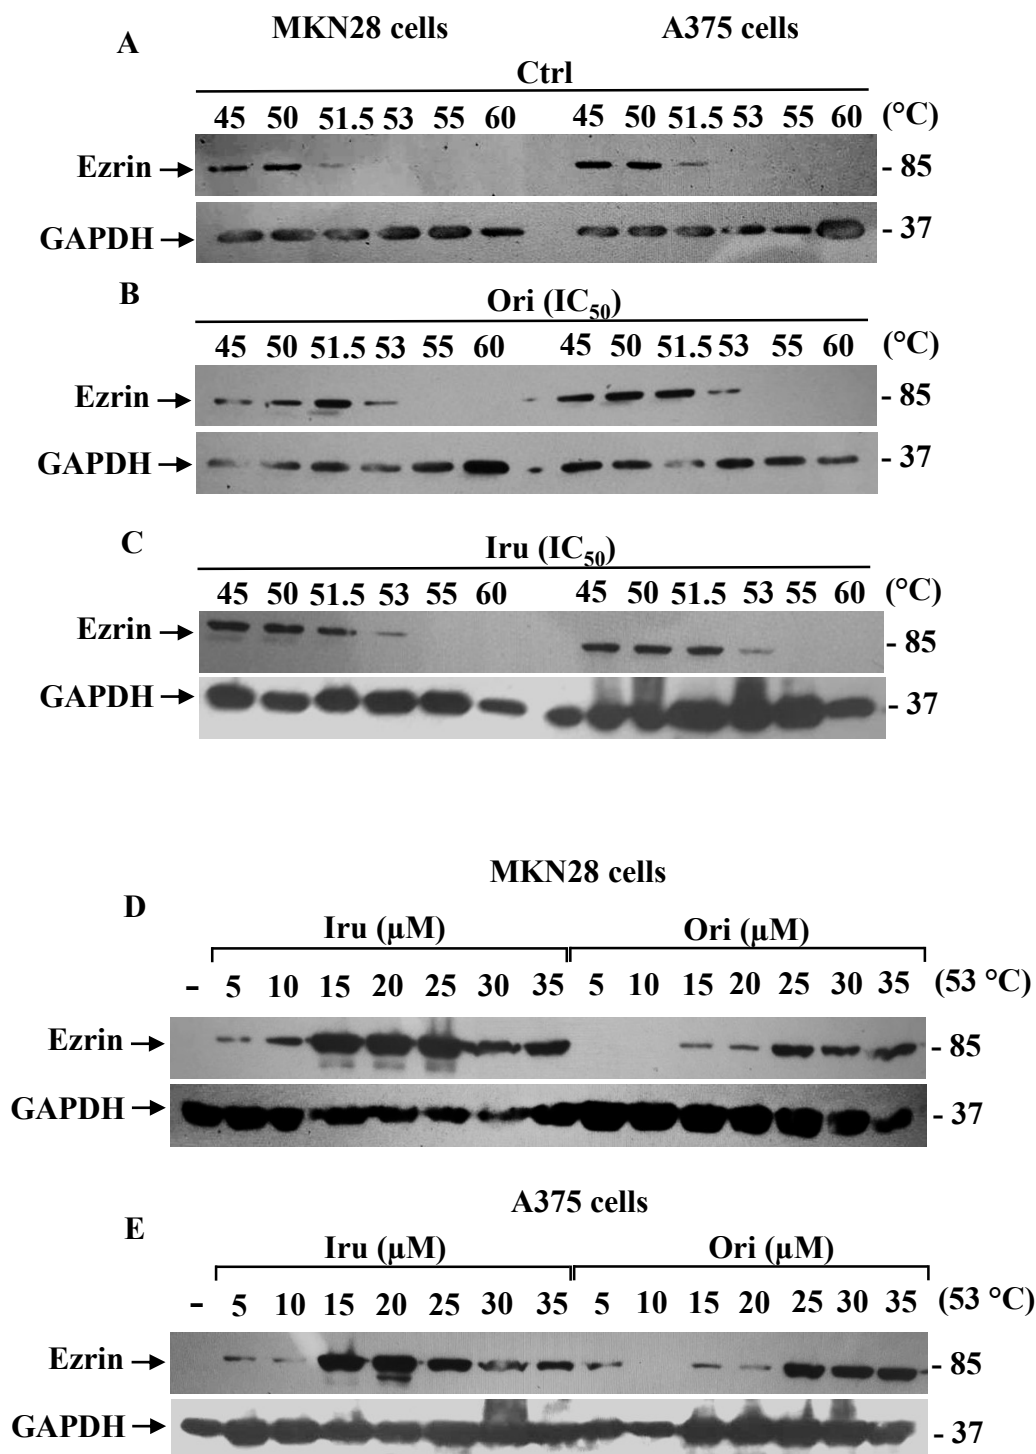 MKN28 cells A375 cells
A
Ctrl
45 50 51.5 53 55 60 45 50 51.5 53 55 60 (°C)
Ezrin - 85
GAPDH - 37
B
Ori (IC50)
45 50 51.5 53 55 60 45 50 51.5 53 55 60 (°C)
Ezrin - 85
GAPDH - 37
C
Iru (IC50)
45 50 51.5 53 55 60 45 50 51.5 53 55 60 (°C)
Ezrin - 85
GAPDH - 37
MKN28 cells
D
Iru (μM) Ori (μM)
- 5 10 15 20 25 30 35 5 10 15 20 25 30 35 (53 °C)
Ezrin - 85
GAPDH - 37
A375 cells
E
Iru (μM) Ori (μM)
- 5 10 15 20 25 30 35 5 10 15 20 25 30 35 (53 °C)
Ezrin - 85
GAPDH - 37